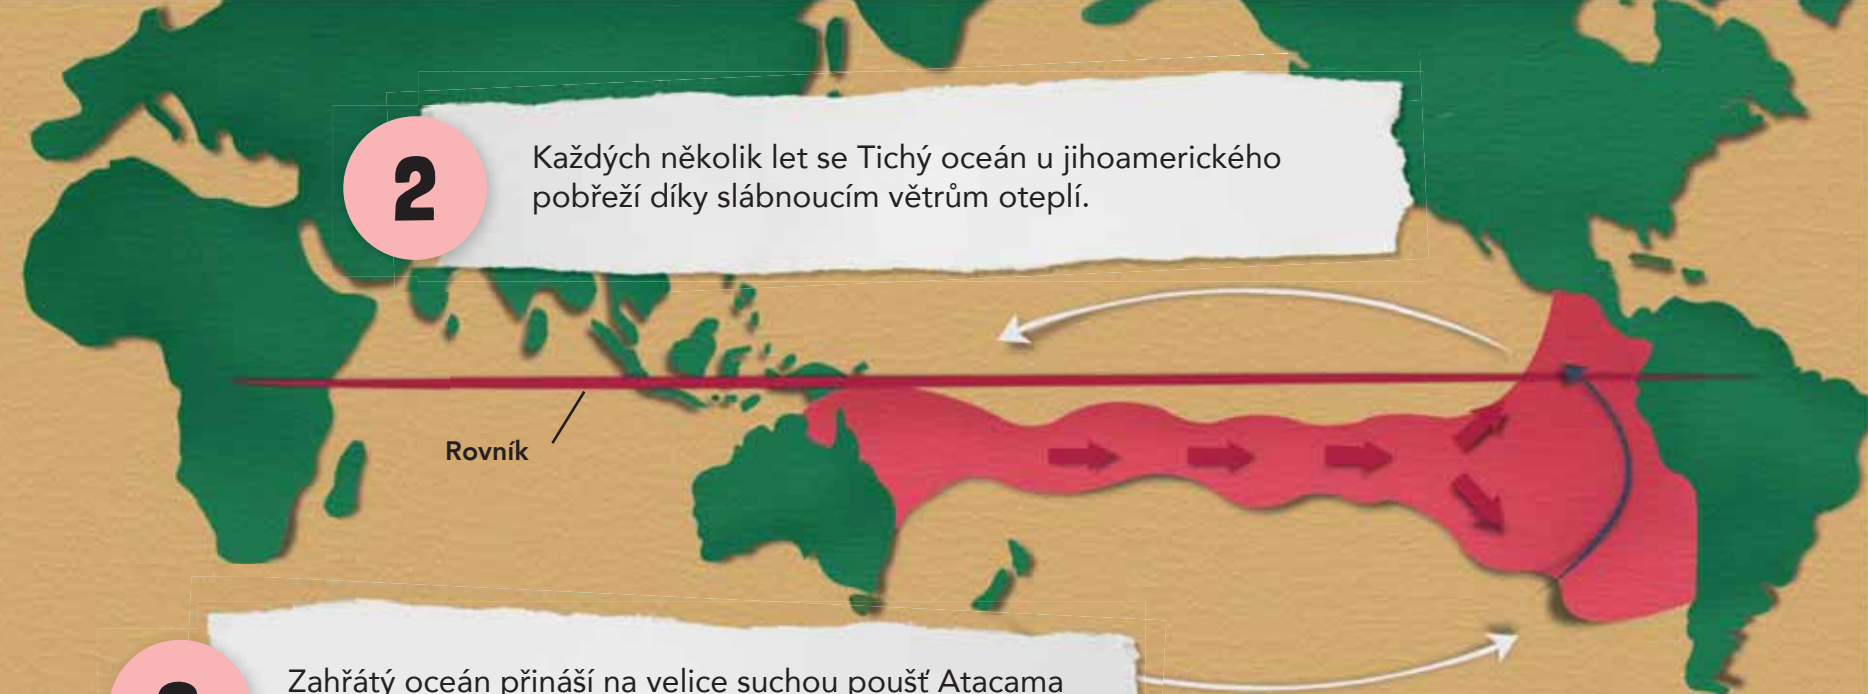 2
Každých několik let se Tichý oceán u jihoamerického
pobřeží díky slábnoucím větrům oteplí.
Rovník
Zahřátý oceán přináší na velice suchou poušť Atacama